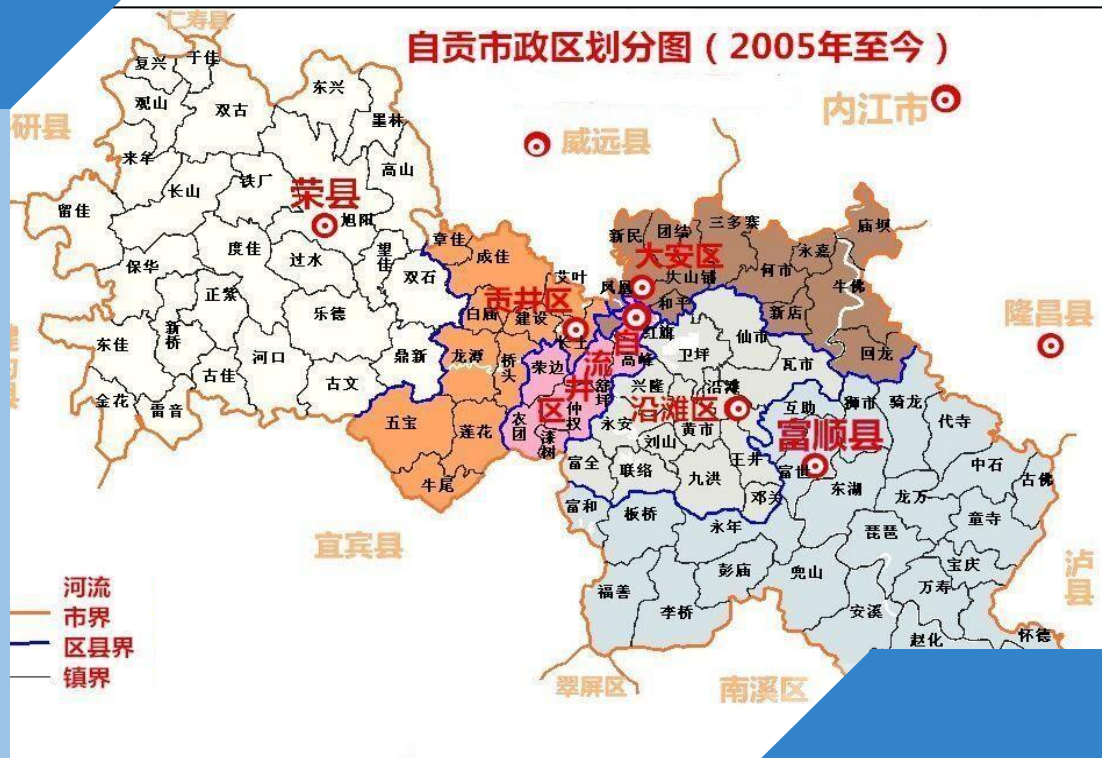 自贡市政区划分图（2005年至今）
仁寿县
复兴
于佳
观山
双古
东兴
墨林
研县
来牟
高山
内江市
威远县
长山
铁厂
荣县
旭阳
留佳
度佳
过水
望佳
双石
保华
正紫
乐德
新桥
东佳
河口
鼎新
古佳
古文
金花
雷音
章佳
成佳
艾叶
贡井区
白庙
建设
长土
龙潭
桥头
五宝
莲花
牛尾
新民
团结
三多寨
庙坝
大安区
大山铺
何市
永嘉
牛佛
凤凰
和平
新店
回龙
隆昌县
自流井区
红旗
高峰
荣边
舒坪
仲权
农团
漆树
仙市
卫坪
瓦市
兴隆
沿滩
沿滩区
永安
黄市
刘山
王井
富全
联络
九洪
邓关
互助
狮市
骑龙
代寺
富顺县
富世
中石
古佛
东湖
龙万
富和
板桥
永年
琵琶
童寺
宜宾县
彭庙
兜山
宝庆
泸县
福善
李桥
万寿
安溪
赵化
怀德
翠屏区
南溪区
河流
市界
区县界
镇界